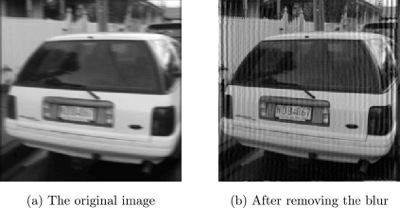 (a) The original image
(b) After removing the blur